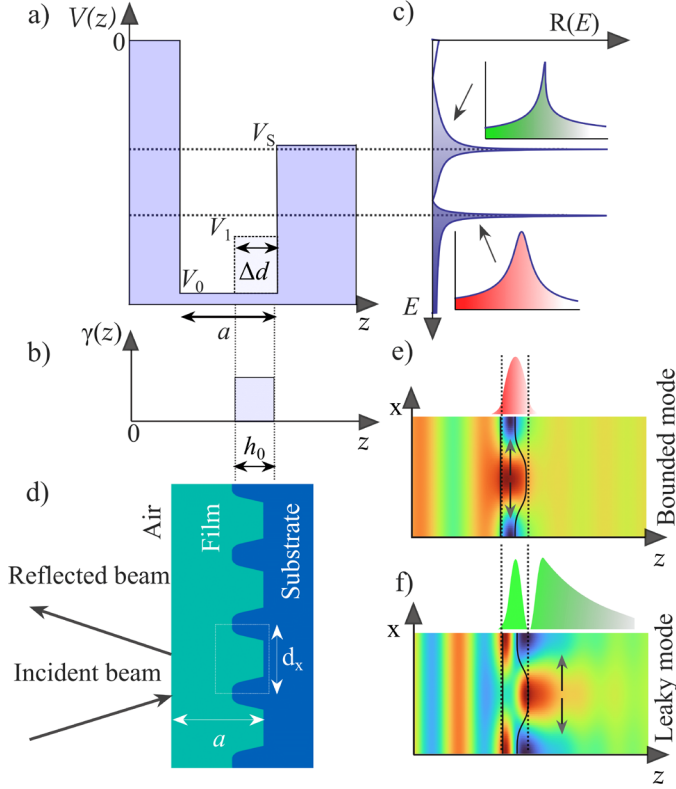 a)
V(z)
0
V_S
V_1
V_0
Δd
a
z
c)
R(E)
E
b)
γ(z)
0
z
h_0
d)
Air
Film
Substrate
Reflected beam
Incident beam
d_x
a
e)
x
z
Bounded mode
f)
x
z
Leaky mode